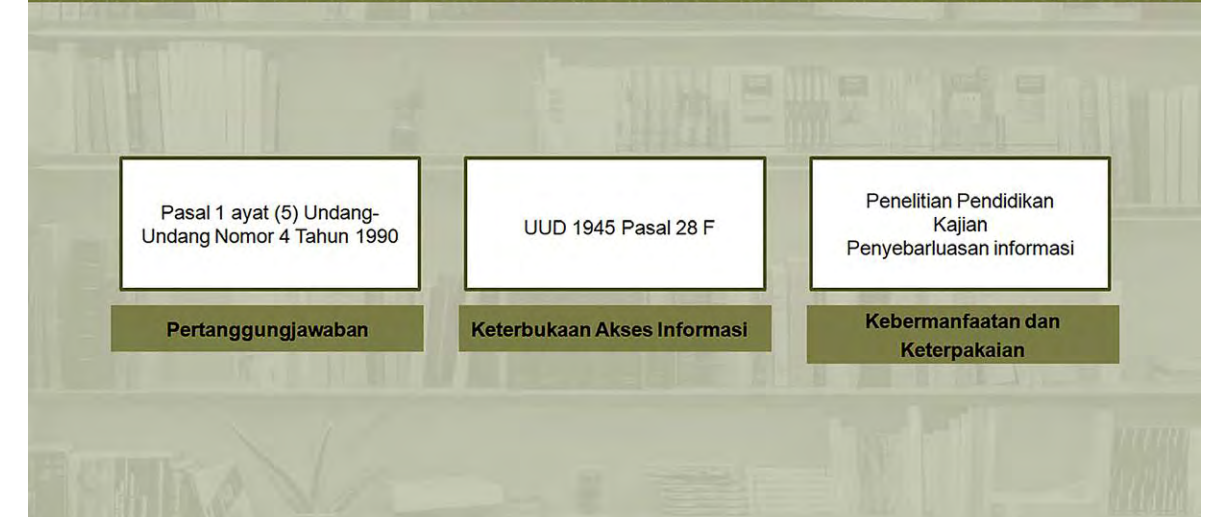 Pasal 1 ayat (5) Undang-
Undang Nomor 4 Tahun 1990
Pertanggungjawaban
UUD 1945 Pasal 28 F
Keterbukaan Akses Informasi
Penelitian Pendidikan
Kajian
Penyebarluasan informasi
Kebermanfaatan dan
Keterpakaian